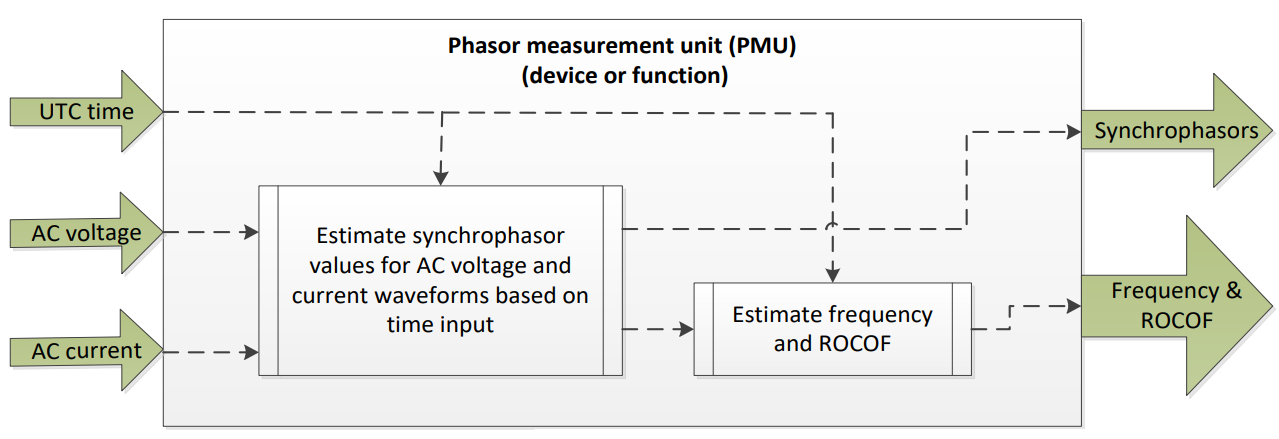 Phasor measurement unit (PMU)
(device or function)
UTC time
AC voltage
AC current
Estimate synchrophasor
values for AC voltage and
current waveforms based on
time input
Estimate frequency
and ROCOF
Synchrophasors
Frequency &
ROCOF